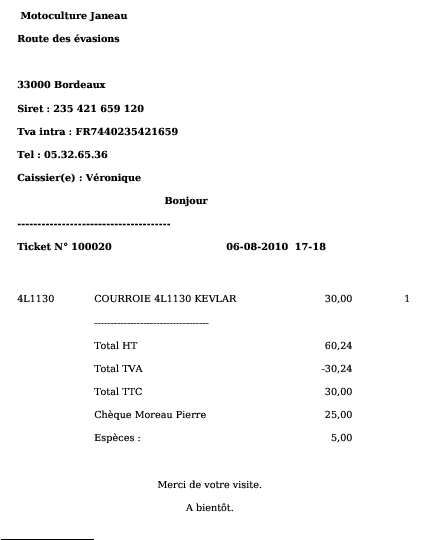 Motoculture Janeau
Route des évasions
33000 Bordeaux
Siret : 235 421 659 120
Tva intra : FR7440235421659
Tel : 05.32.65.36
Caissier(e) : Véronique
Bonjour
-------------------------------------
Ticket N° 100020 06-08-2010 17-18
4L1130 COURROIE 4L1130 KEVLAR 30,00 1
-----------------------------------
Total HT 60,24
Total TVA -30,24
Total TTC 30,00
Chèque Moreau Pierre 25,00
Espèces : 5,00
Merci de votre visite.
A bientôt.